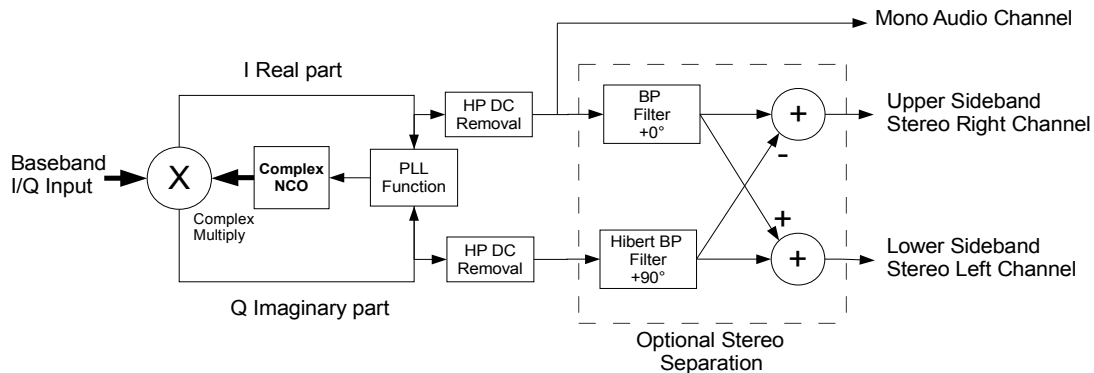 Mono Audio Channel
I Real part
HP DC
Removal
BP
Filter
+0°
+
Upper Sideband
Stereo Right Channel
-
Baseband
I/Q Input
X
Complex
NCO
PLL
Function
Complex
Multiply
HP DC
Removal
Hibert BP
Filter
+90°
+
+
Lower Sideband
Stereo Left Channel
Q Imaginary part
Optional Stereo
Separation